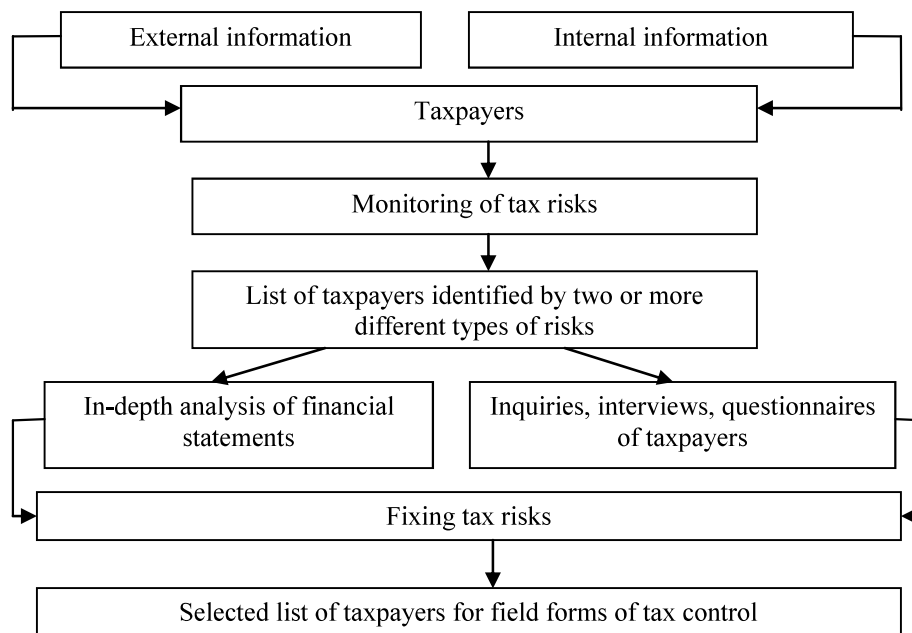 External information
Internal information
Taxpayers
Monitoring of tax risks
List of taxpayers identified by two or more
different types of risks
In-depth analysis of financial
statements
Inquiries, interviews, questionnaires
of taxpayers
Fixing tax risks
Selected list of taxpayers for field forms of tax control